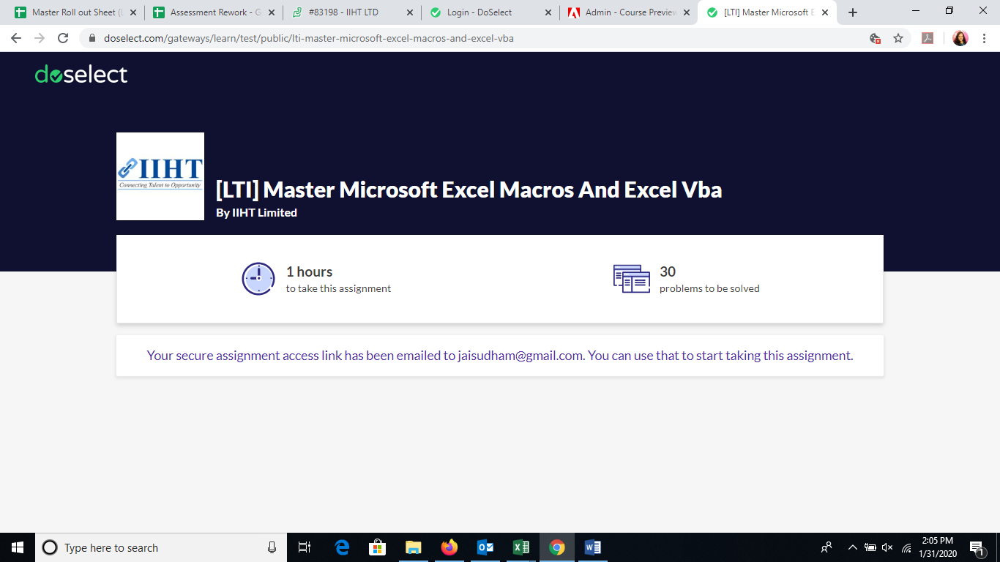 Master Roll out Sheet (L
Assessment Rework - G
#83198 - IIHT LTD
Login - DoSelect
Admin - Course Preview
[LTI] Master Microsoft E
doselect.com/gateways/learn/test/public/lti-master-microsoft-excel-macros-and-excel-vba
doselect
IIHT
Connecting Talent to Opportunity
[LTI] Master Microsoft Excel Macros And Excel Vba
By IIHT Limited
1 hours
to take this assignment
30
problems to be solved
Your secure assignment access link has been emailed to jaisudham@gmail.com. You can use that to start taking this assignment.
Type here to search
2:05 PM
1/31/2020
1